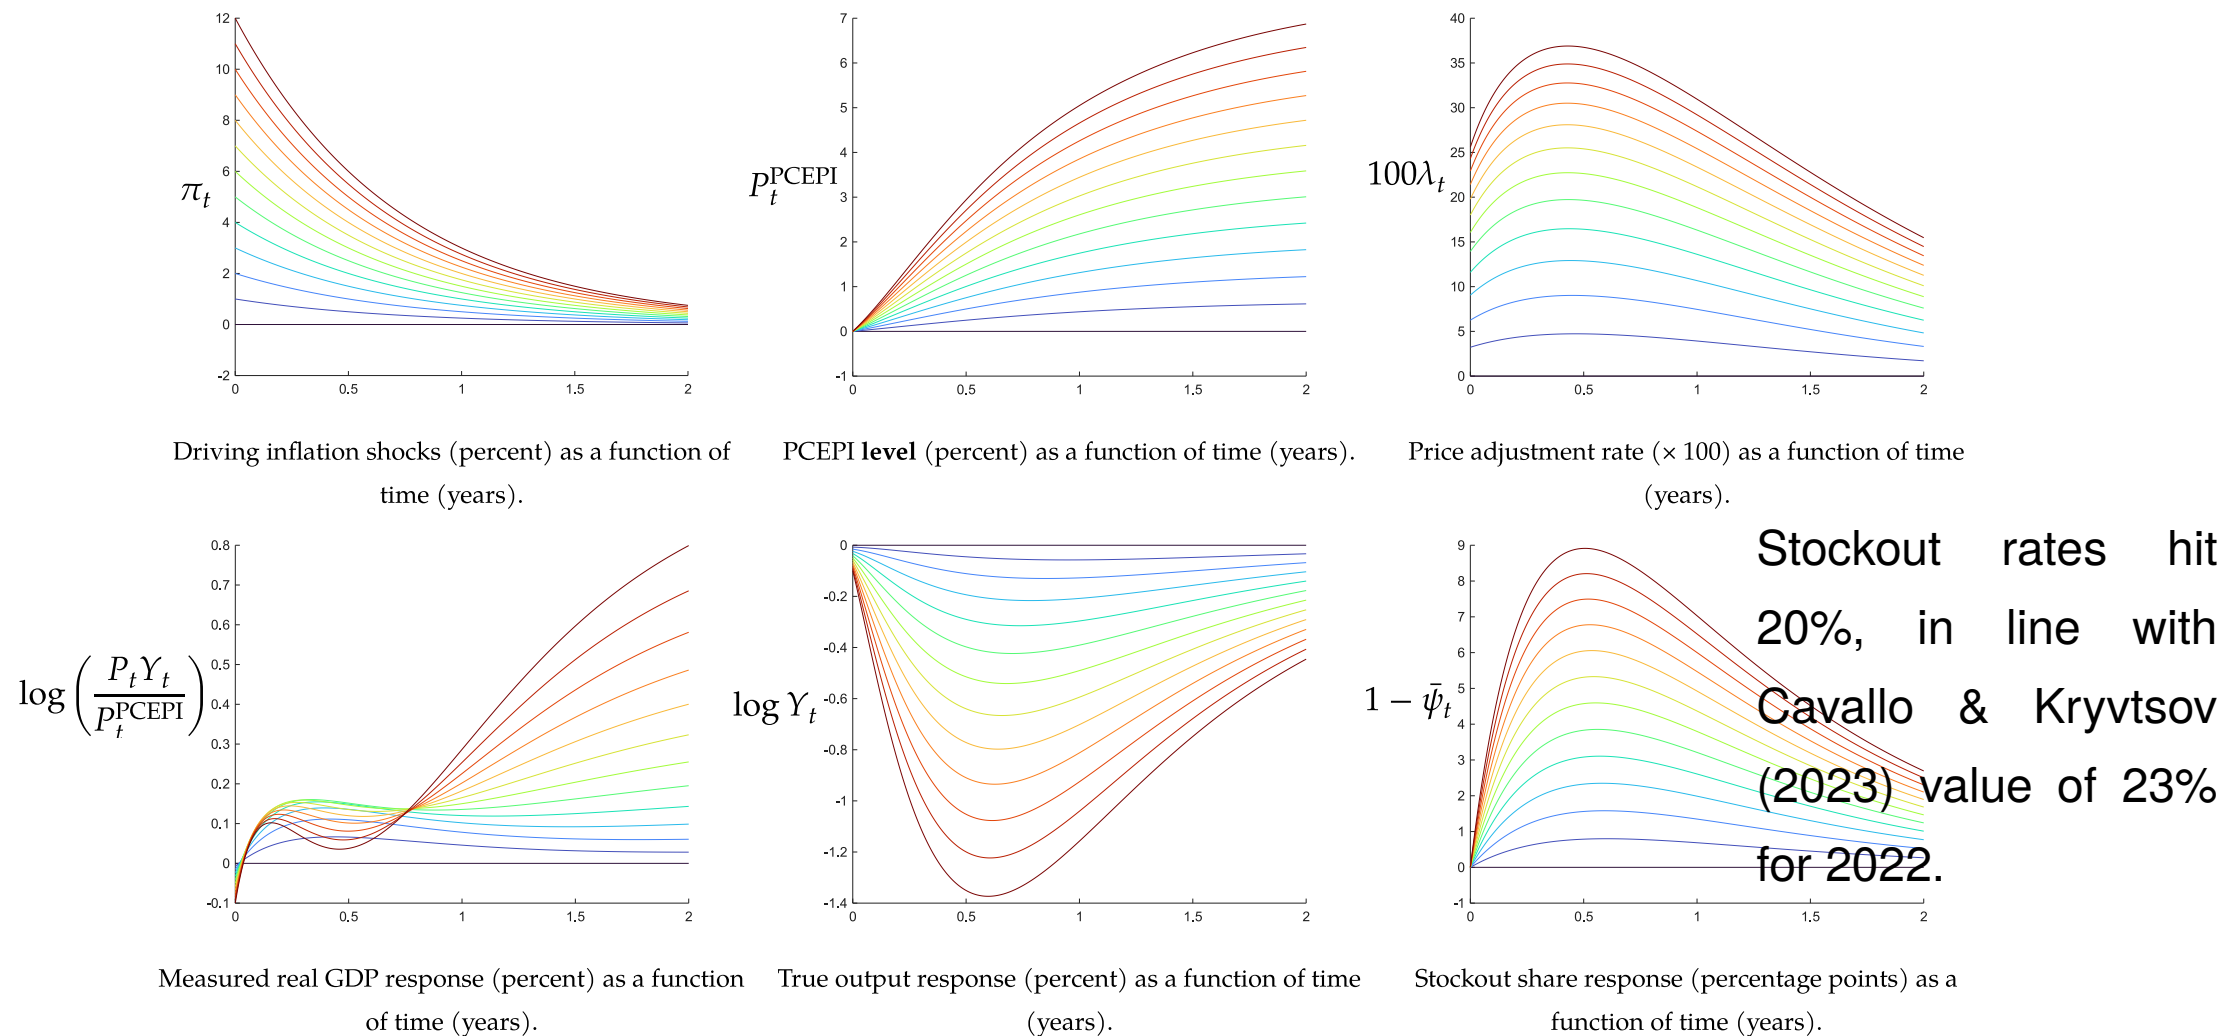 12
10
8
6
4
2
0
-2
π_t
0 0.5 1 1.5 2
Driving inflation shocks (percent) as a function of
time (years).
7
6
5
4
3
2
1
0
-1
P_t^PCEPI
0 0.5 1 1.5 2
PCEPI level (percent) as a function of time (years).
40
35
30
25
20
15
10
5
0
100λ_t
0 0.5 1 1.5 2
Price adjustment rate (× 100) as a function of time
(years).
0.8
0.7
0.6
0.5
0.4
0.3
0.2
0.1
0
-0.1
log(P_tY_t / P_t^PCEPI)
0 0.5 1 1.5 2
Measured real GDP response (percent) as a function
of time (years).
0
-0.2
-0.4
-0.6
-0.8
-1
-1.2
-1.4
log Y_t
0 0.5 1 1.5 2
True output response (percent) as a function of time
(years).
9
8
7
6
5
4
3
2
1
0
-1
1 − ψ̄_t
0 0.5 1 1.5 2
Stockout share response (percentage points) as a
function of time (years).
Stockout rates hit
20%, in line with
Cavallo & Kryvtsov
(2023) value of 23%
for 2022.